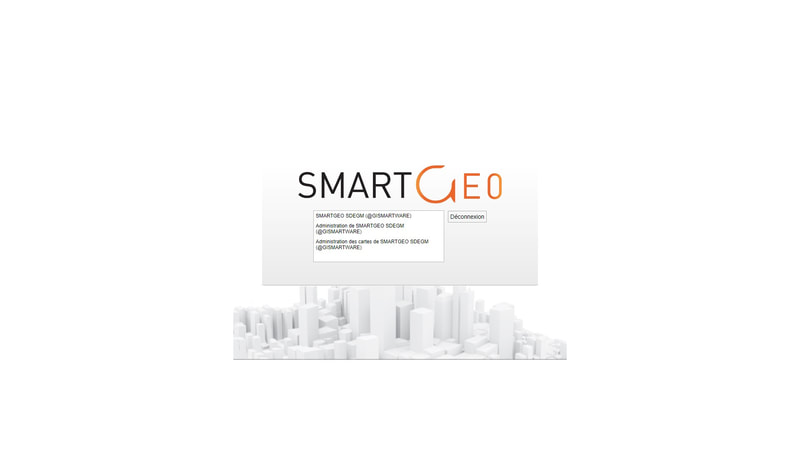 SMARTGEO
SMARTGEO SDEGM (@GISMARTWARE)
Déconnexion
Administration de SMARTGEO SDEGM
(@GISMARTWARE)
Administration des cartes de SMARTGEO SDEGM
(@GISMARTWARE)